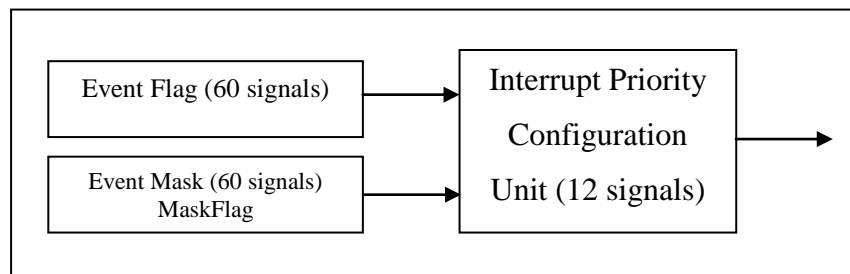 Event Flag (60 signals)
Event Mask (60 signals)
MaskFlag
Interrupt Priority
Configuration
Unit (12 signals)